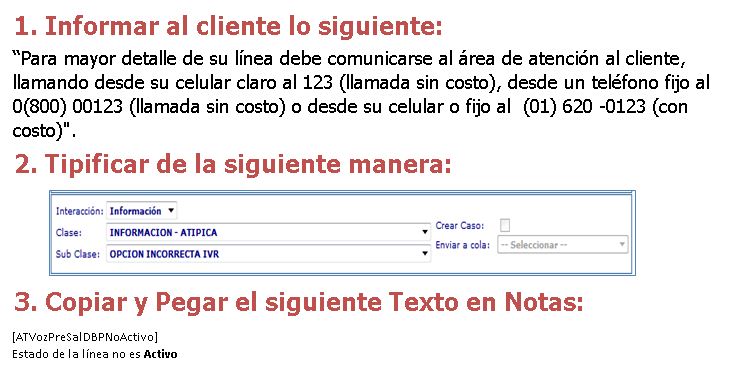 1. Informar al cliente lo siguiente:
“Para mayor detalle de su línea debe comunicarse al área de atención al cliente,
llamando desde su celular claro al 123 (llamada sin costo), desde un teléfono fijo al
0(800) 00123 (llamada sin costo) o desde su celular o fijo al  (01) 620 -0123 (con
costo)".
2. Tipificar de la siguiente manera:
Interacción: Información
Clase: INFORMACION - ATIPICA
Sub Clase: OPCION INCORRECTA IVR
Crear Caso:
Enviar a cola: -- Seleccionar --
3. Copiar y Pegar el siguiente Texto en Notas:
[ATVozPreSalDBPNoActivo]
Estado de la línea no es Activo